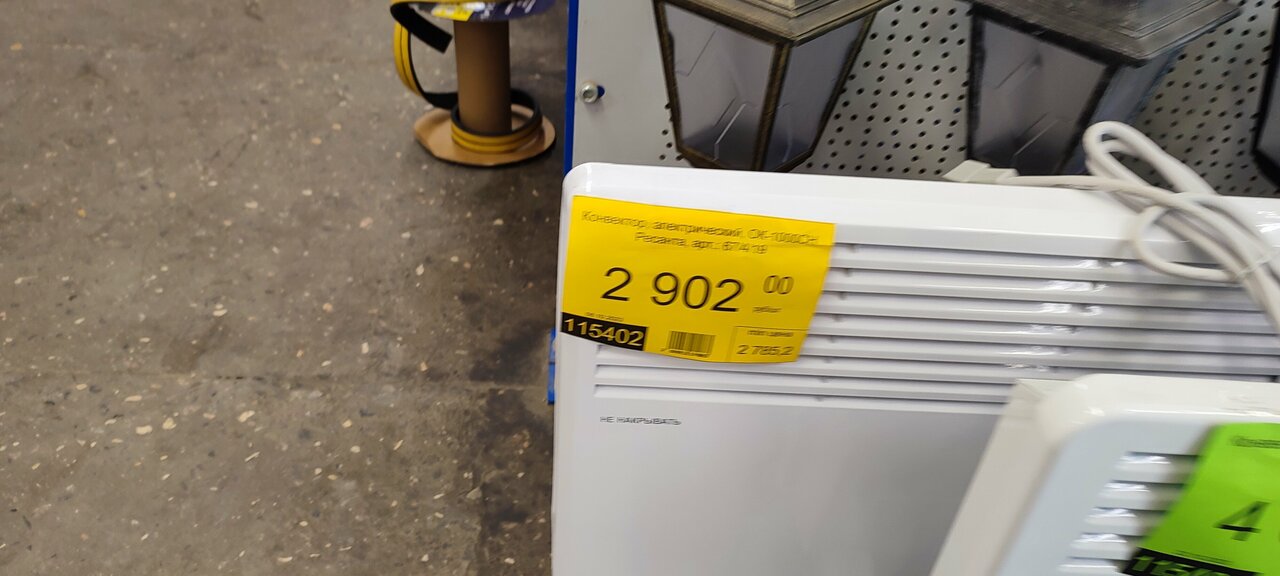 Конвектор электрический, ОК-1000СН
Ресанта, арт.: 67/4/19
2 902 00
115402
2 785,2
НЕ НАКРЫВАТЬ
4